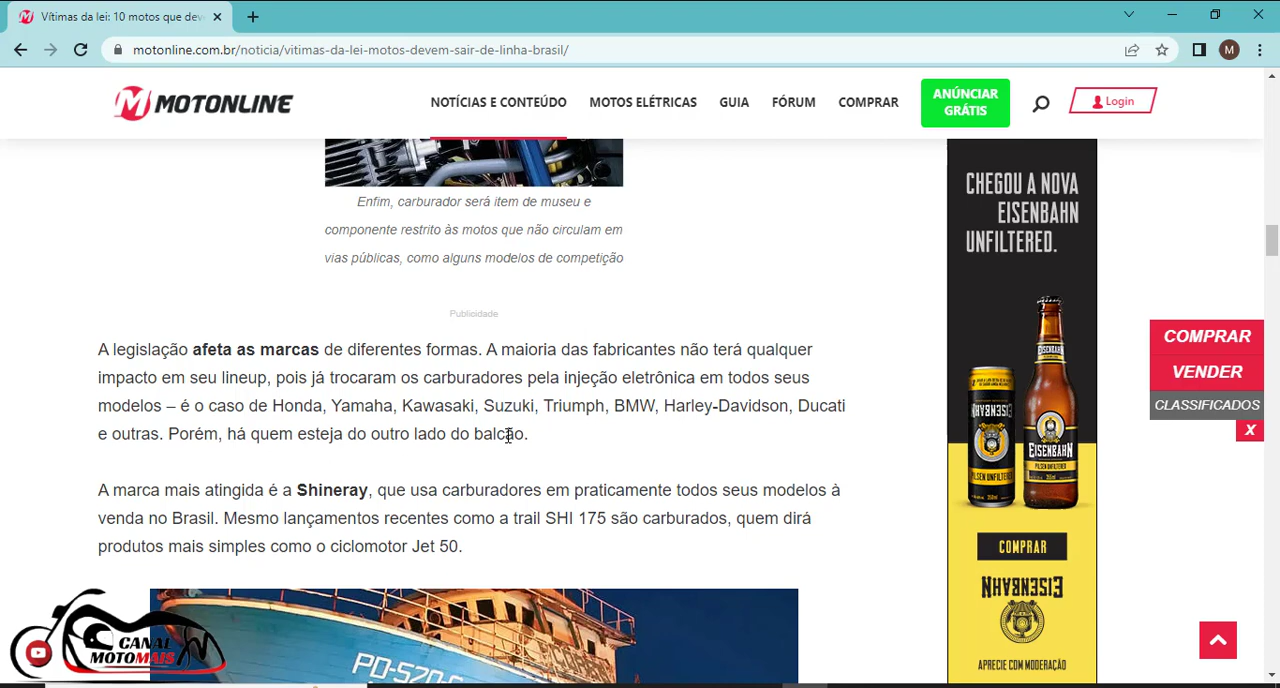 Vítimas da lei: 10 motos que dev
motonline.com.br/noticia/vitimas-da-lei-motos-devem-sair-de-linha-brasil/
M
MOTONLINE
NOTÍCIAS E CONTEÚDO
MOTOS ELÉTRICAS
GUIA
FÓRUM
COMPRAR
ANÚNCIAR
GRÁTIS
Login
Enfim, carburador será item de museu e
componente restrito às motos que não circulam em
vias públicas, como alguns modelos de competição
Publicidade
A legislação afeta as marcas de diferentes formas. A maioria das fabricantes não terá qualquer
impacto em seu lineup, pois já trocaram os carburadores pela injeção eletrônica em todos seus
modelos – é o caso de Honda, Yamaha, Kawasaki, Suzuki, Triumph, BMW, Harley-Davidson, Ducati
e outras. Porém, há quem esteja do outro lado do balcão.
A marca mais atingida é a Shineray, que usa carburadores em praticamente todos seus modelos à
venda no Brasil. Mesmo lançamentos recentes como a trail SHI 175 são carburados, quem dirá
produtos mais simples como o ciclomotor Jet 50.
CANAL
MOTOMAIS
CHEGOU A NOVA
EISENBAHN
UNFILTERED.
EISENBAHN
EISENBAHN
PILSEN UNFILTERED
COMPRAR
EISENBAHN
APRECIE COM MODERAÇÃO
COMPRAR
VENDER
CLASSIFICADOS
X